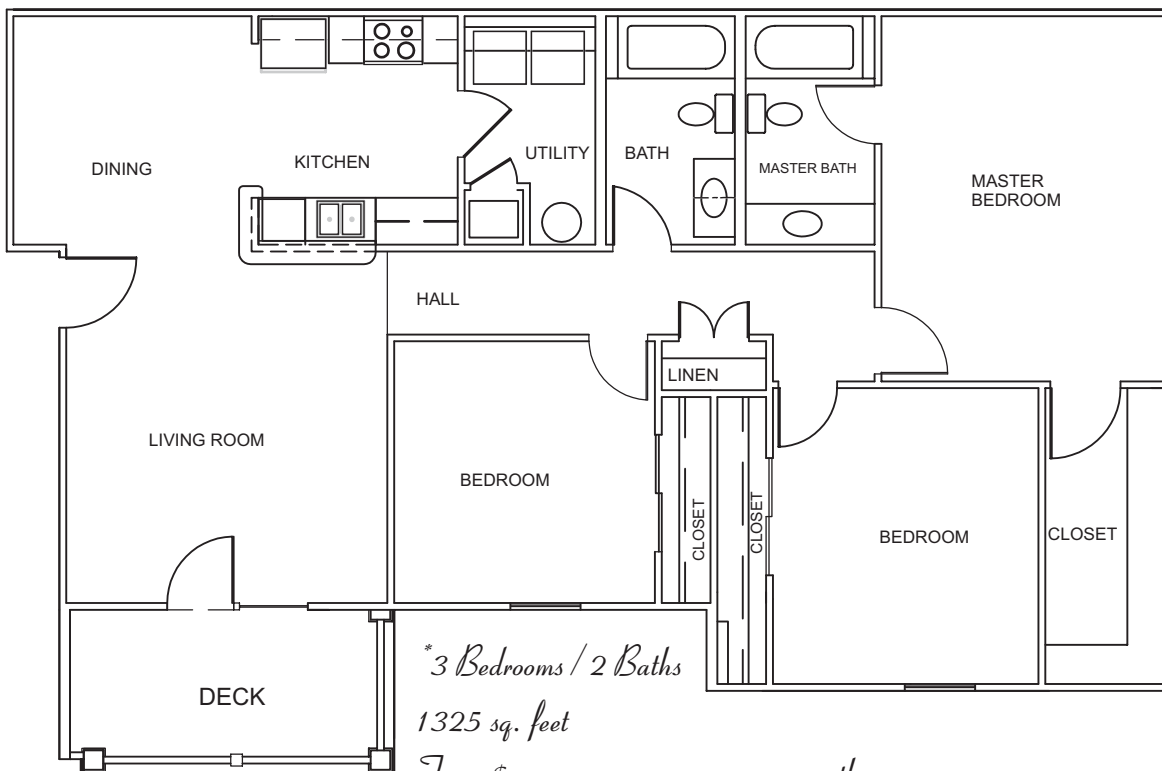 DINING
KITCHEN
UTILITY
BATH
MASTER BATH
MASTER
BEDROOM
HALL
LINEN
LIVING ROOM
BEDROOM
CLOSET
CLOSET
BEDROOM
CLOSET
DECK
*3 Bedrooms / 2 Baths
1325 sq. feet